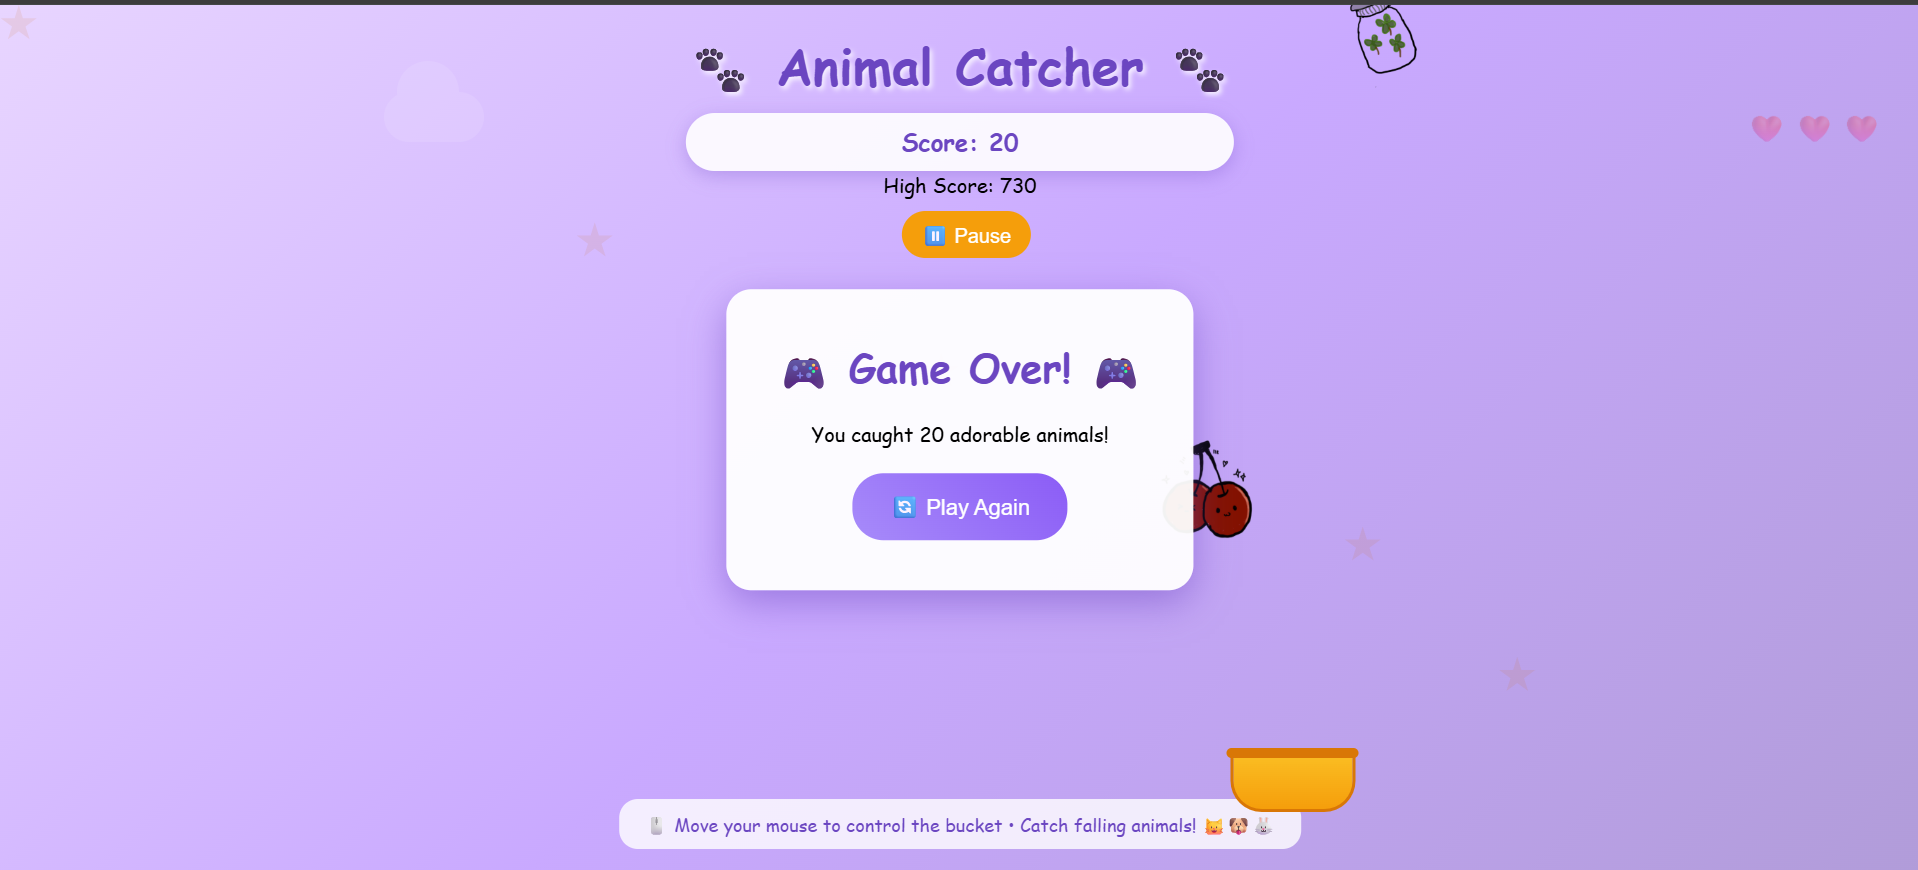 Animal Catcher
Score: 20
High Score: 730
Pause
Game Over!
You caught 20 adorable animals!
Play Again
Move your mouse to control the bucket • Catch falling animals!